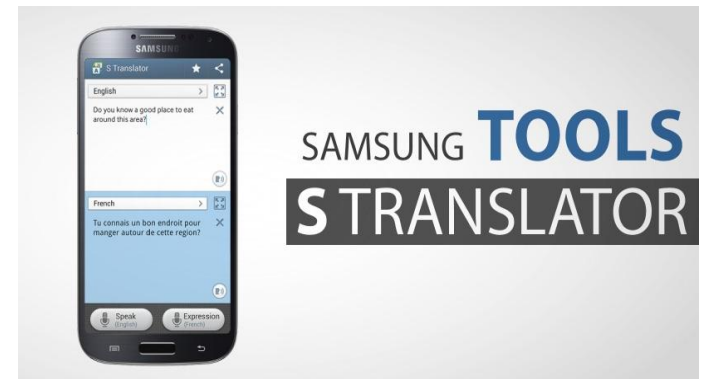 SAMSUNG
S Translator
English
Do you know a good place to eat
around this area?
French
Tu connais un bon endroit pour
manger autour de cette region?
Speak
(English)
Expression
(French)
SAMSUNG TOOLS
S TRANSLATOR